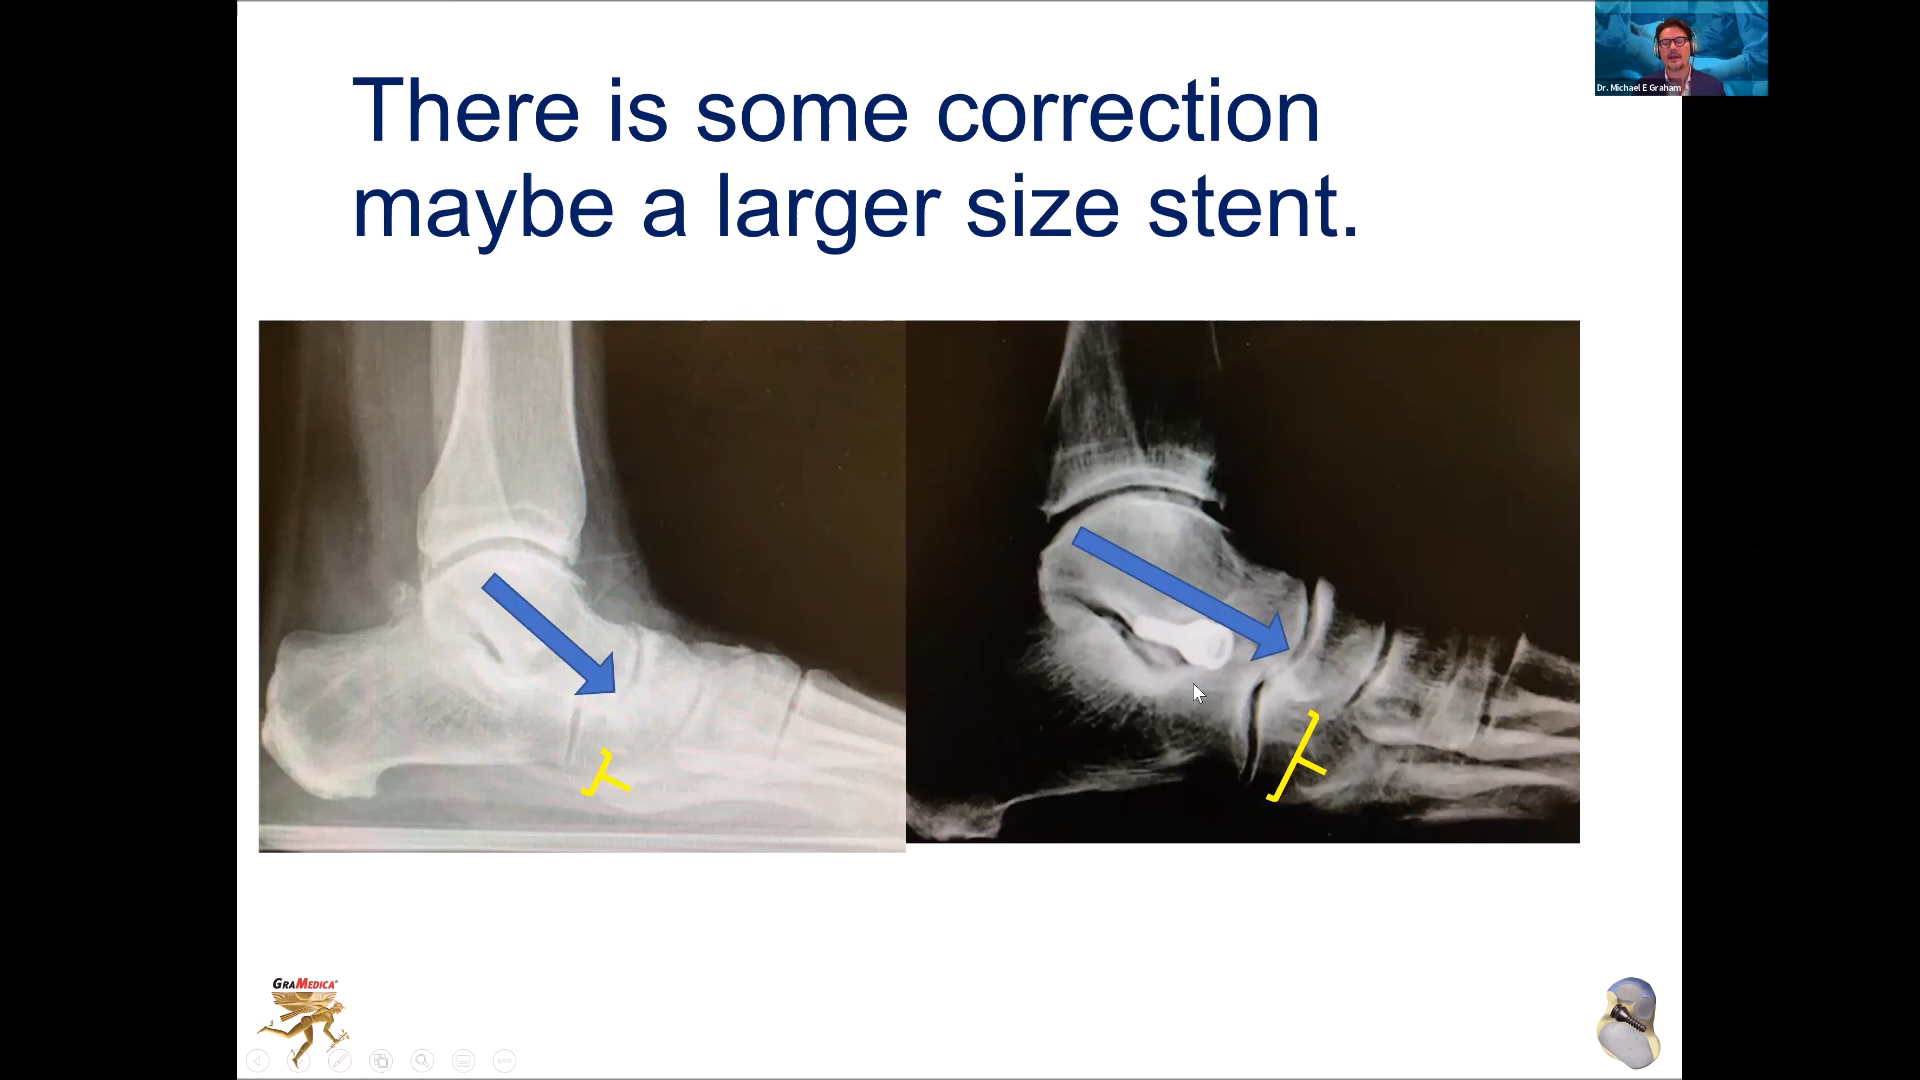 There is some correction
maybe a larger size stent.
Dr. Michael E Graham
GRAMEDICA®